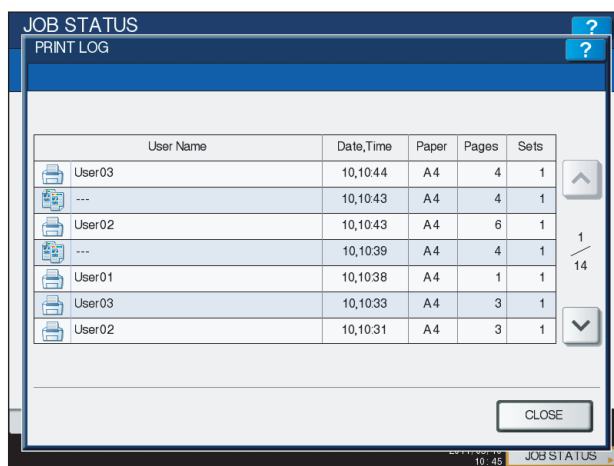 JOB STATUS ?
PRINT LOG ?
User Name Date,Time Paper Pages Sets
User03 10,10:44 A4 4 1
--- 10,10:43 A4 4 1
User02 10,10:43 A4 6 1
--- 10,10:39 A4 4 1
User01 10,10:38 A4 1 1
User03 10,10:33 A4 3 1
User02 10,10:31 A4 3 1
1
14
CLOSE
10:45 JOB STATUS